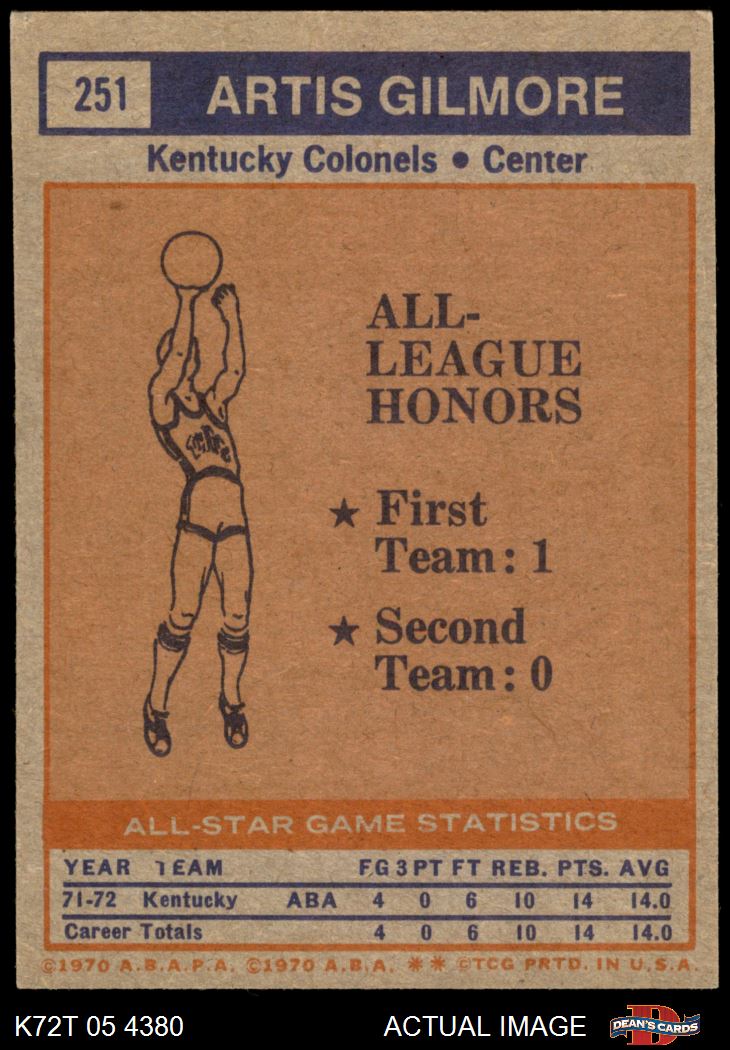 251 ARTIS GILMORE
Kentucky Colonels • Center
ALL-
LEAGUE
HONORS
★ First
Team: 1
★ Second
Team: 0
ALL-STAR GAME STATISTICS
YEAR TEAM FG 3PT FT REB. PTS. AVG
71-72 Kentucky ABA 4 0 6 10 14 14.0
Career Totals 4 0 6 10 14 14.0
©1970 A.B.A.P.A. ©1970 A.B.A. ** ©TCG PRTD. IN U.S.A.
K72T 05 4380 ACTUAL IMAGE DEAN'S CARDS